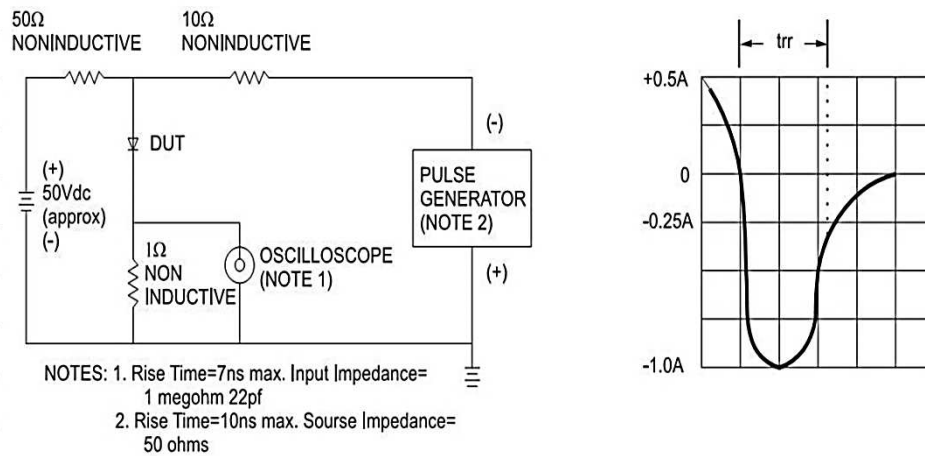 50Ω
NONINDUCTIVE
10Ω
NONINDUCTIVE
DUT
(+)
50Vdc
(approx)
(-)
1Ω
NON
INDUCTIVE
OSCILLOSCOPE
(NOTE 1)
(-)
PULSE
GENERATOR
(NOTE 2)
(+)
NOTES: 1. Rise Time=7ns max. Input Impedance=
1 megohm 22pf
2. Rise Time=10ns max. Sourse Impedance=
50 ohms
trr
+0.5A
0
-0.25A
-1.0A